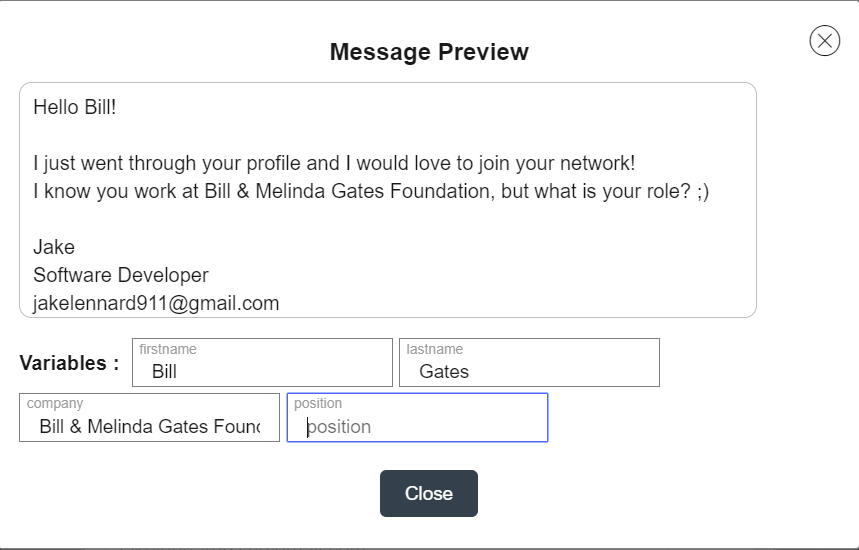 Message Preview
Hello Bill!
I just went through your profile and I would love to join your network!
I know you work at Bill & Melinda Gates Foundation, but what is your role? ;)
Jake
Software Developer
jakelennard911@gmail.com
Variables :
firstname
Bill
lastname
Gates
company
Bill & Melinda Gates Foun
position
position
Close